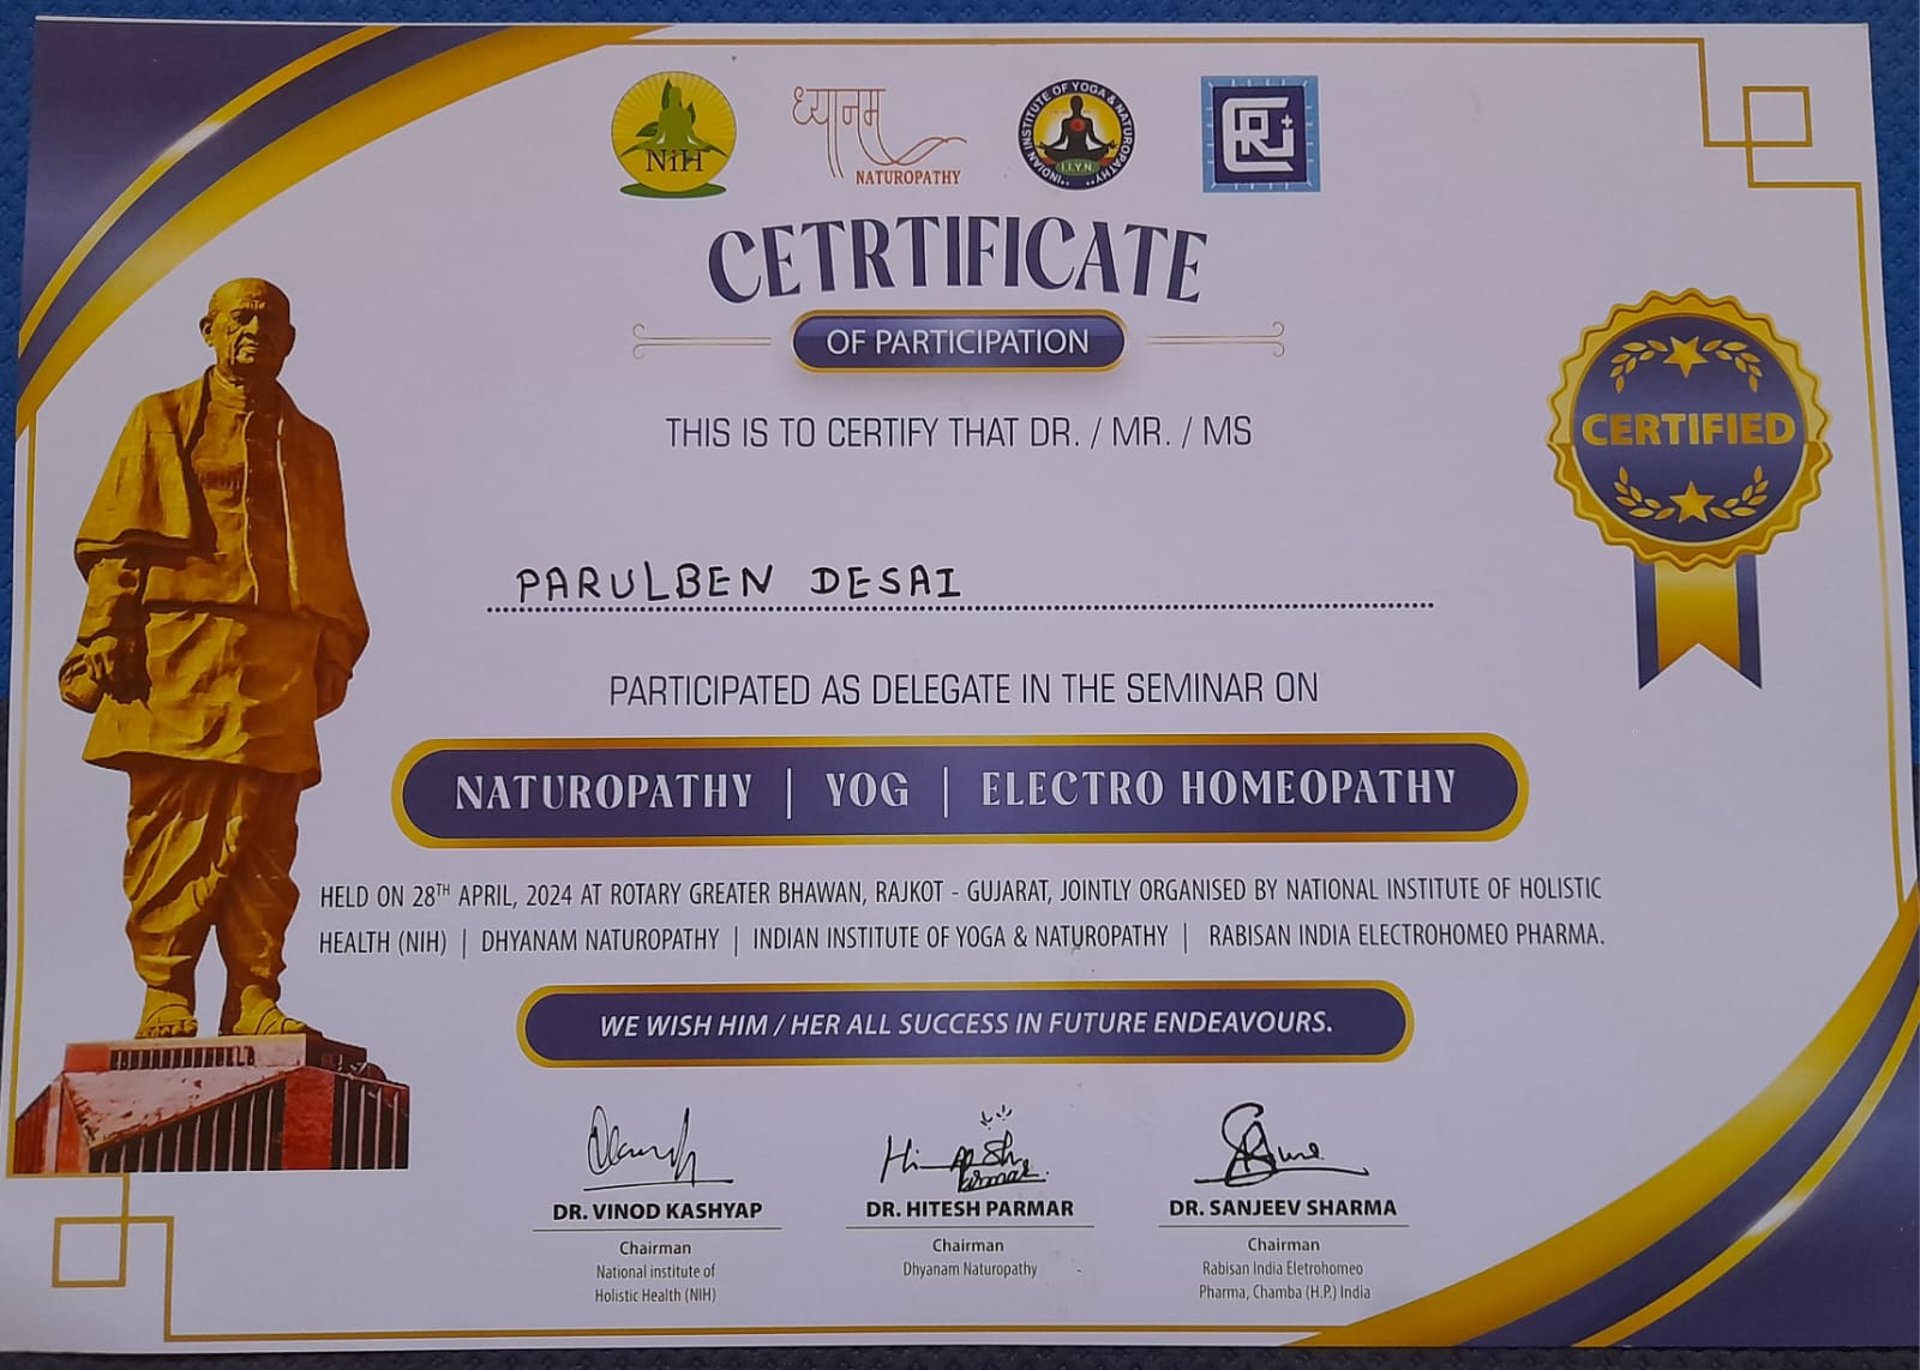 NiH
ध्यानम
NATUROPATHY
INDIAN INSTITUTE OF YOGA & NATUROPATHY
I.I.Y.N.
CETRTIFICATE
OF PARTICIPATION
THIS IS TO CERTIFY THAT DR. / MR. / MS
CERTIFIED
PARULBEN DESAI
PARTICIPATED AS DELEGATE IN THE SEMINAR ON
NATUROPATHY | YOG | ELECTRO HOMEOPATHY
HELD ON 28TH APRIL, 2024 AT ROTARY GREATER BHAWAN, RAJKOT - GUJARAT, JOINTLY ORGANISED BY NATIONAL INSTITUTE OF HOLISTIC
HEALTH (NIH) | DHYANAM NATUROPATHY | INDIAN INSTITUTE OF YOGA & NATUROPATHY | RABISAN INDIA ELECTROHOMEO PHARMA.
WE WISH HIM / HER ALL SUCCESS IN FUTURE ENDEAVOURS.
DR. VINOD KASHYAP DR. HITESH PARMAR DR. SANJEEV SHARMA
Chairman Chairman Chairman
National institute of Dhyanam Naturopathy Rabisan India Eletrohomeo
Holistic Health (NIH) Pharma, Chamba (H.P.) India